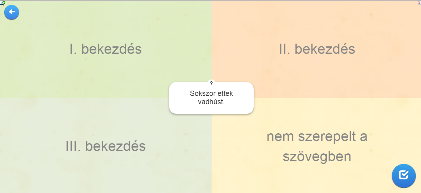 I. bekezdés
II. bekezdés
Sokszor ettek
vadhúst
III. bekezdés
nem szerepelt a
szövegben